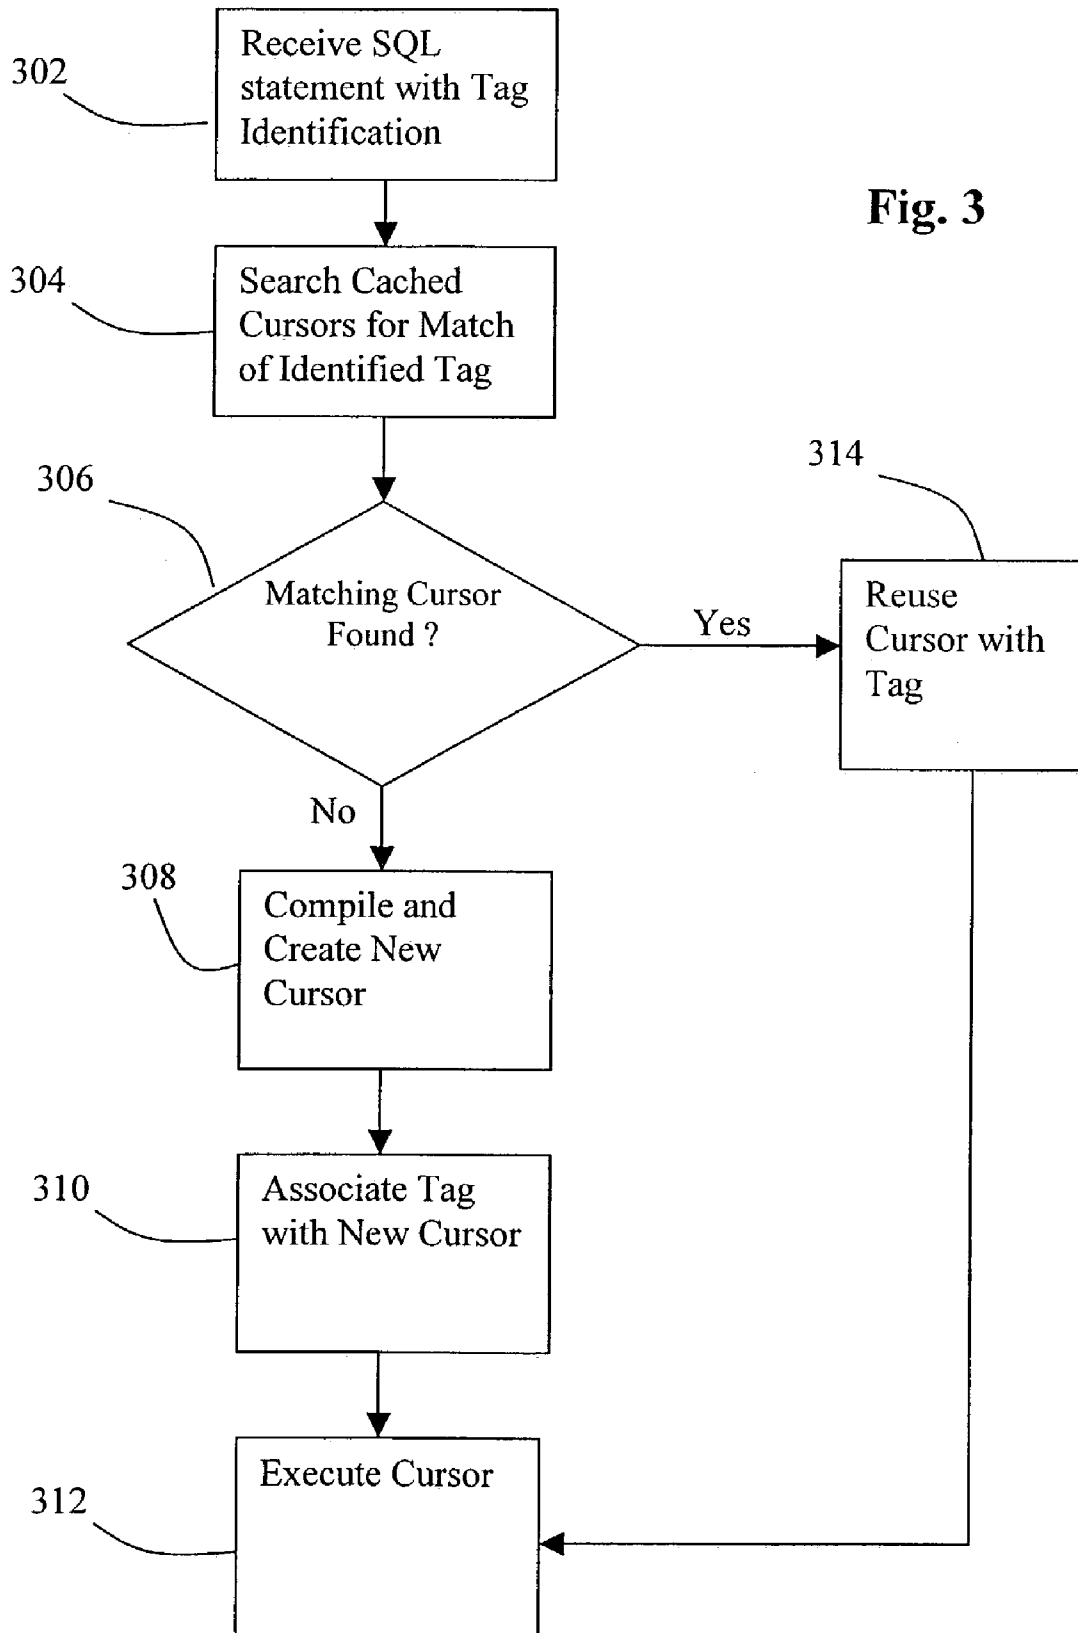 302
Receive SQL
statement with Tag
Identification
Fig. 3
304
Search Cached
Cursors for Match
of Identified Tag
306
Matching Cursor
Found ?
Yes
314
Reuse
Cursor with
Tag
No
308
Compile and
Create New
Cursor
310
Associate Tag
with New Cursor
312
Execute Cursor